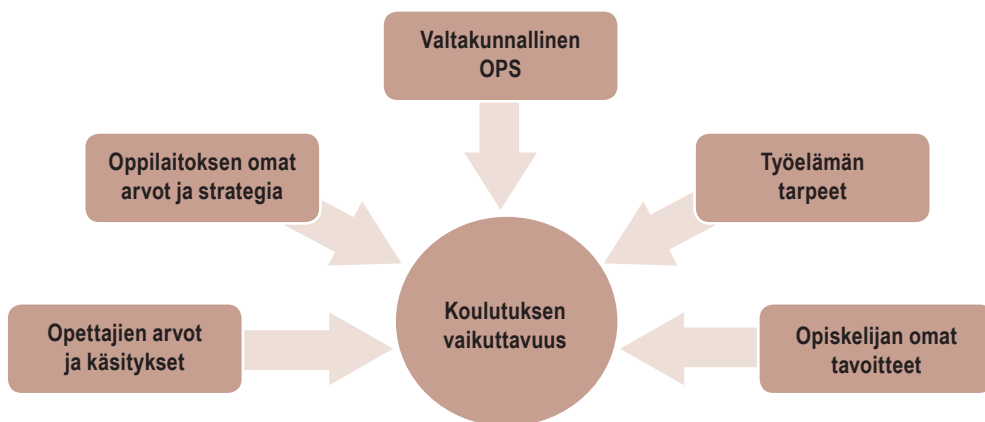 Valtakunnallinen
OPS
Oppilaitoksen omat
arvot ja strategia
Työelämän
tarpeet
Koulutuksen
vaikuttavuus
Opettajien arvot
ja käsitykset
Opiskelijan omat
tavoitteet